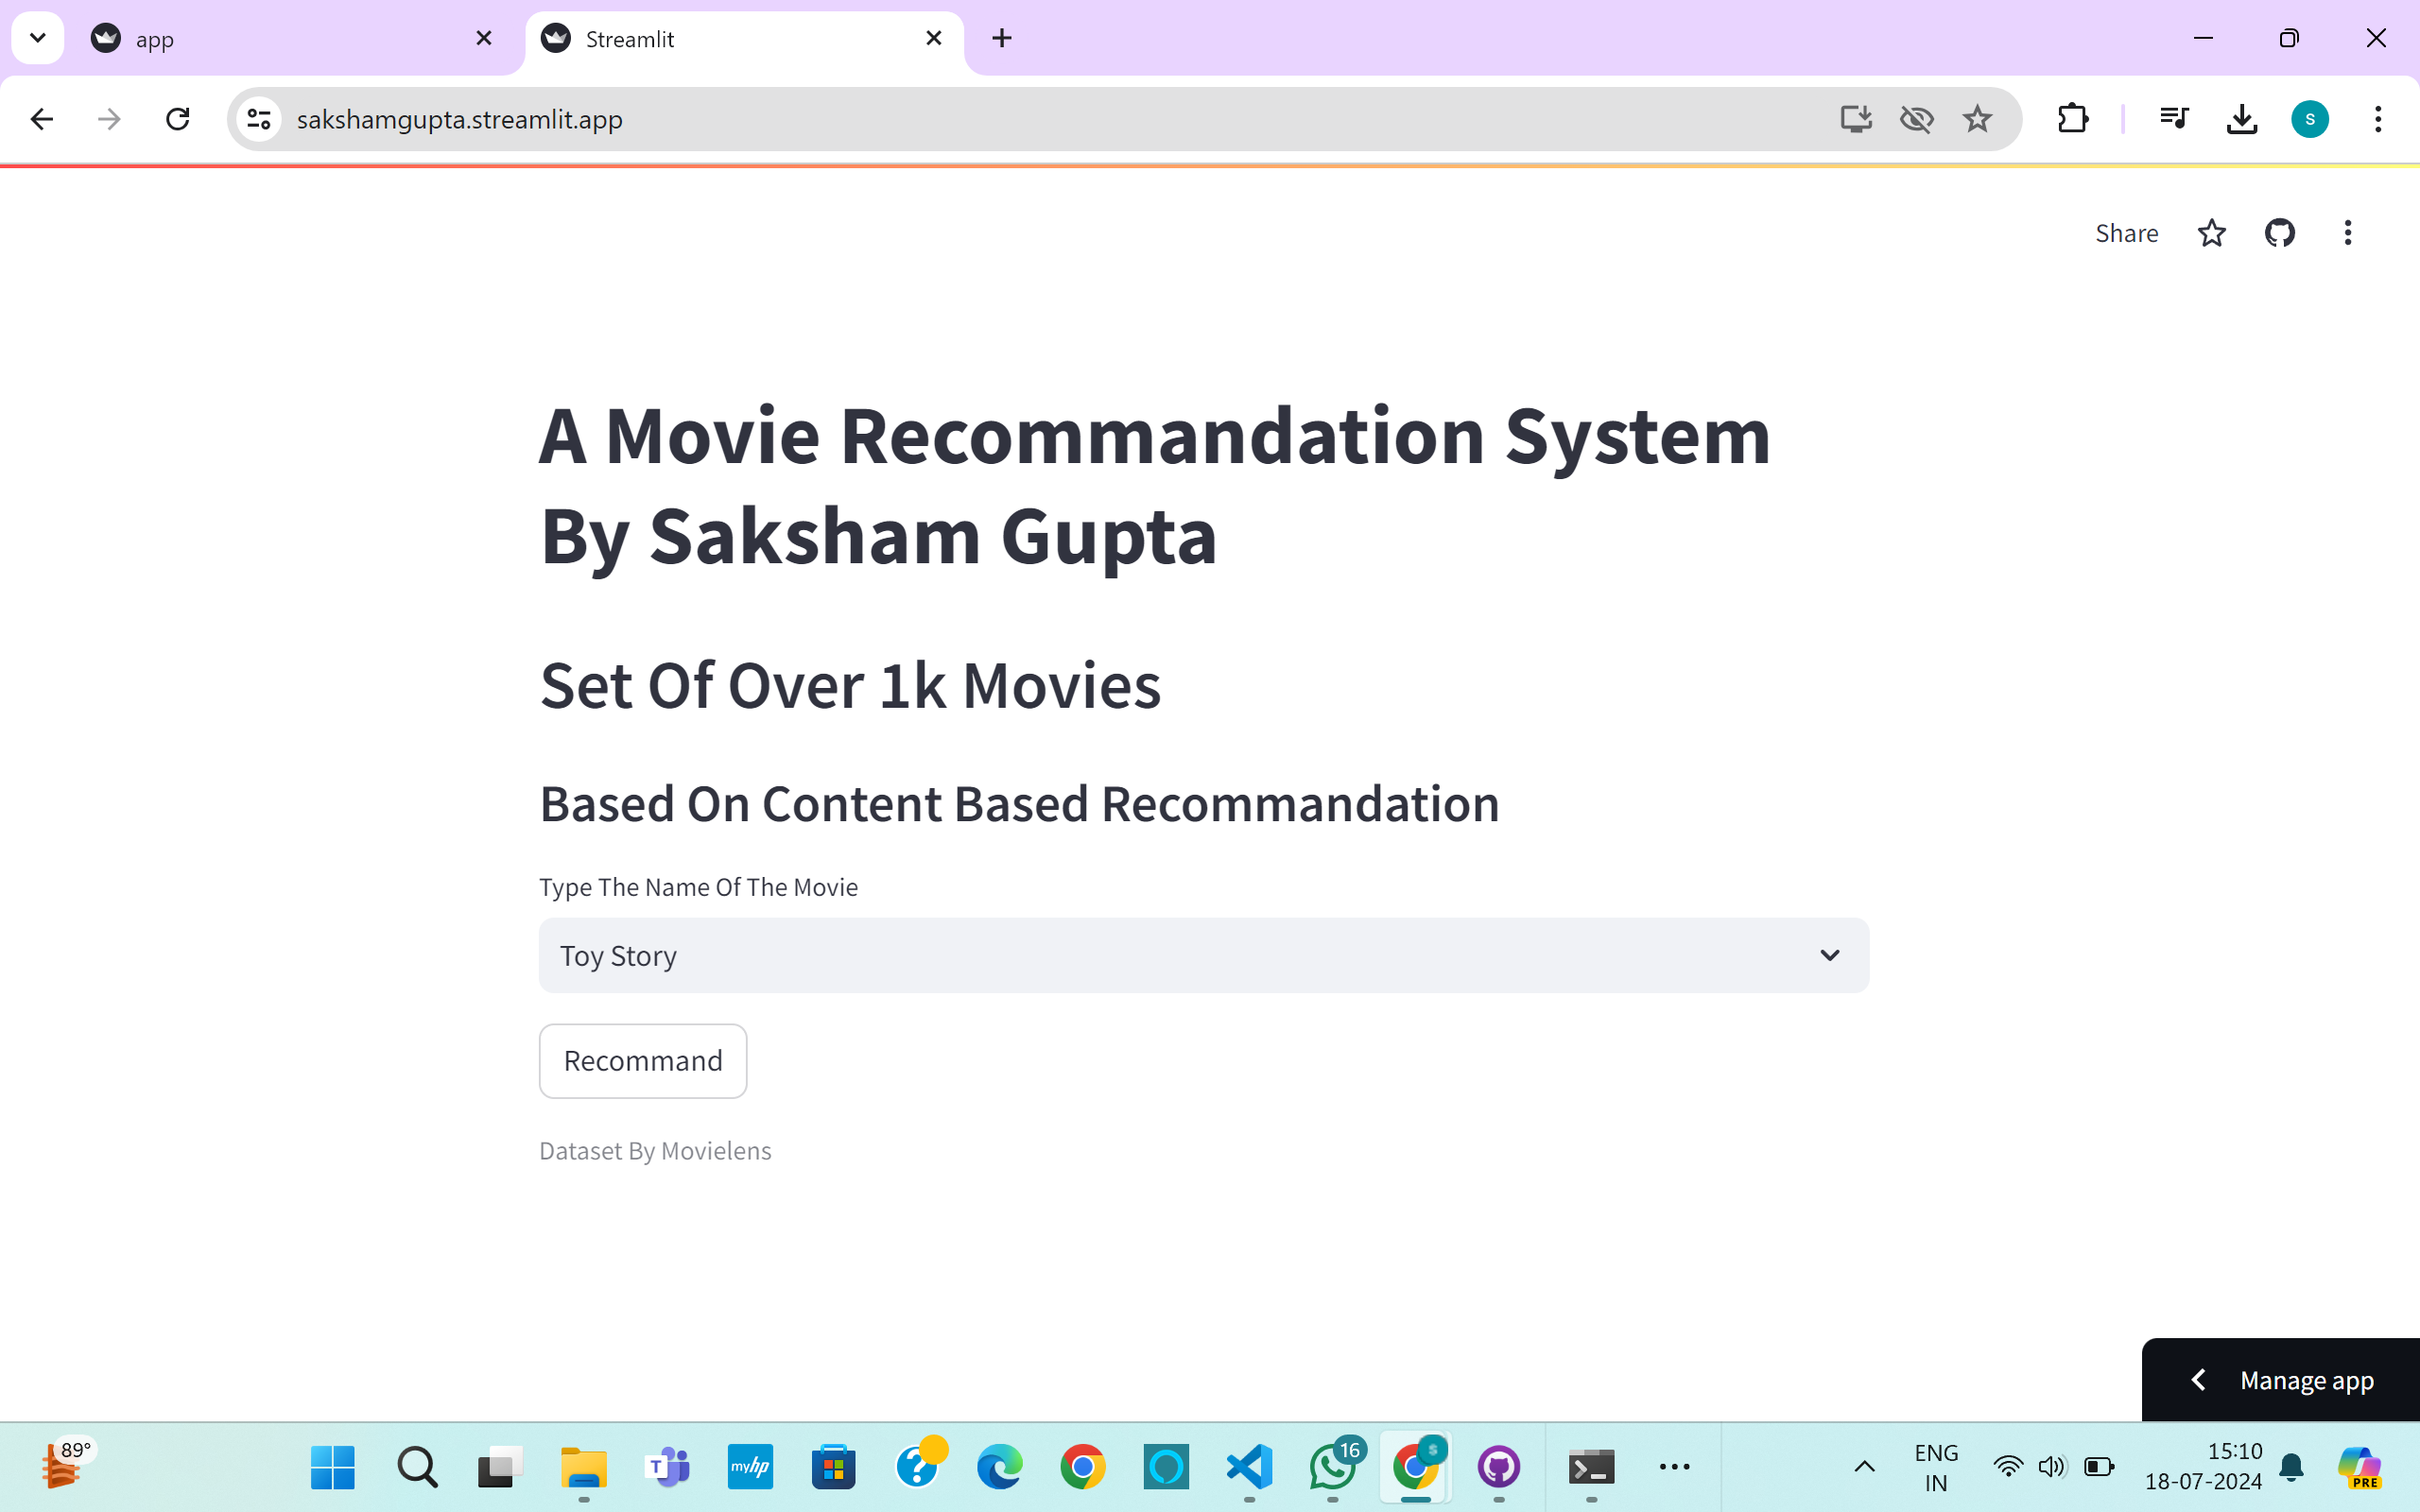 app
Streamlit
sakshamgupta.streamlit.app
S
Share
A Movie Recommandation System
By Saksham Gupta
Set Of Over 1k Movies
Based On Content Based Recommandation
Type The Name Of The Movie
Toy Story
Recommand
Dataset By Movielens
Manage app
89°
T
myhp
?
16
S
ENG
IN
15:10
18-07-2024
PRE